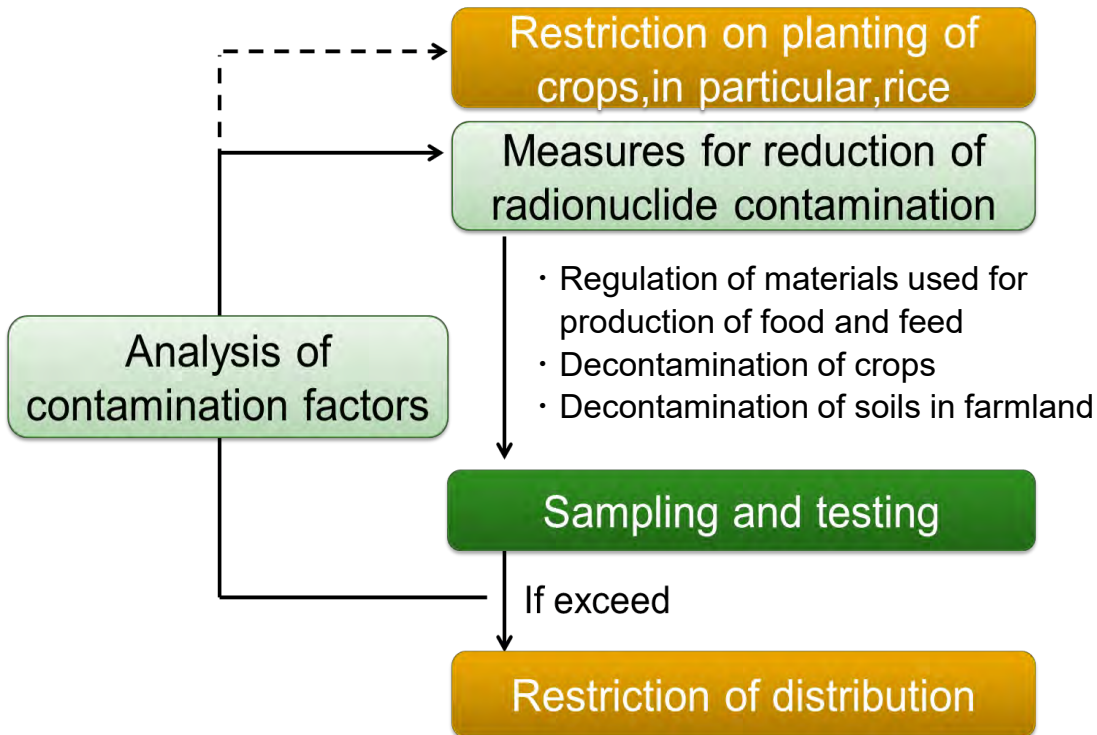 Restriction on planting of
crops,in particular,rice
Measures for reduction of
radionuclide contamination
・Regulation of materials used for
production of food and feed
・Decontamination of crops
・Decontamination of soils in farmland
Analysis of
contamination factors
Sampling and testing
If exceed
Restriction of distribution